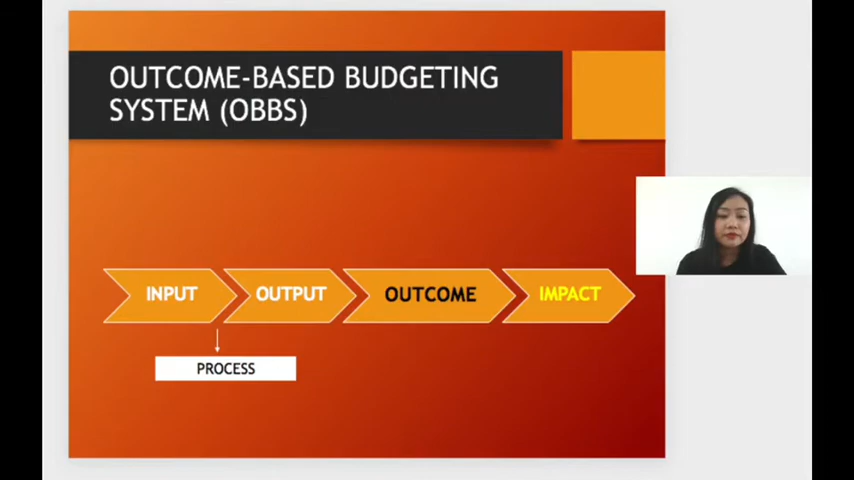 OUTCOME-BASED BUDGETING
SYSTEM (OBBS)
INPUT
OUTPUT
OUTCOME
IMPACT
PROCESS